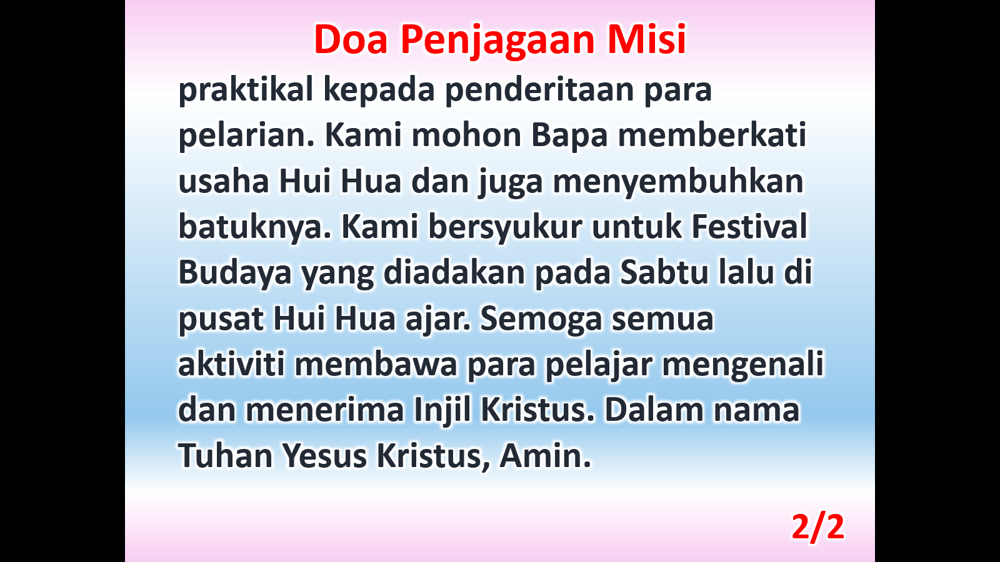 Doa Penjagaan Misi
praktikal kepada penderitaan para
pelarian. Kami mohon Bapa memberkati
usaha Hui Hua dan juga menyembuhkan
batuknya. Kami bersyukur untuk Festival
Budaya yang diadakan pada Sabtu lalu di
pusat Hui Hua ajar. Semoga semua
aktiviti membawa para pelajar mengenali
dan menerima Injil Kristus. Dalam nama
Tuhan Yesus Kristus, Amin.
2/2